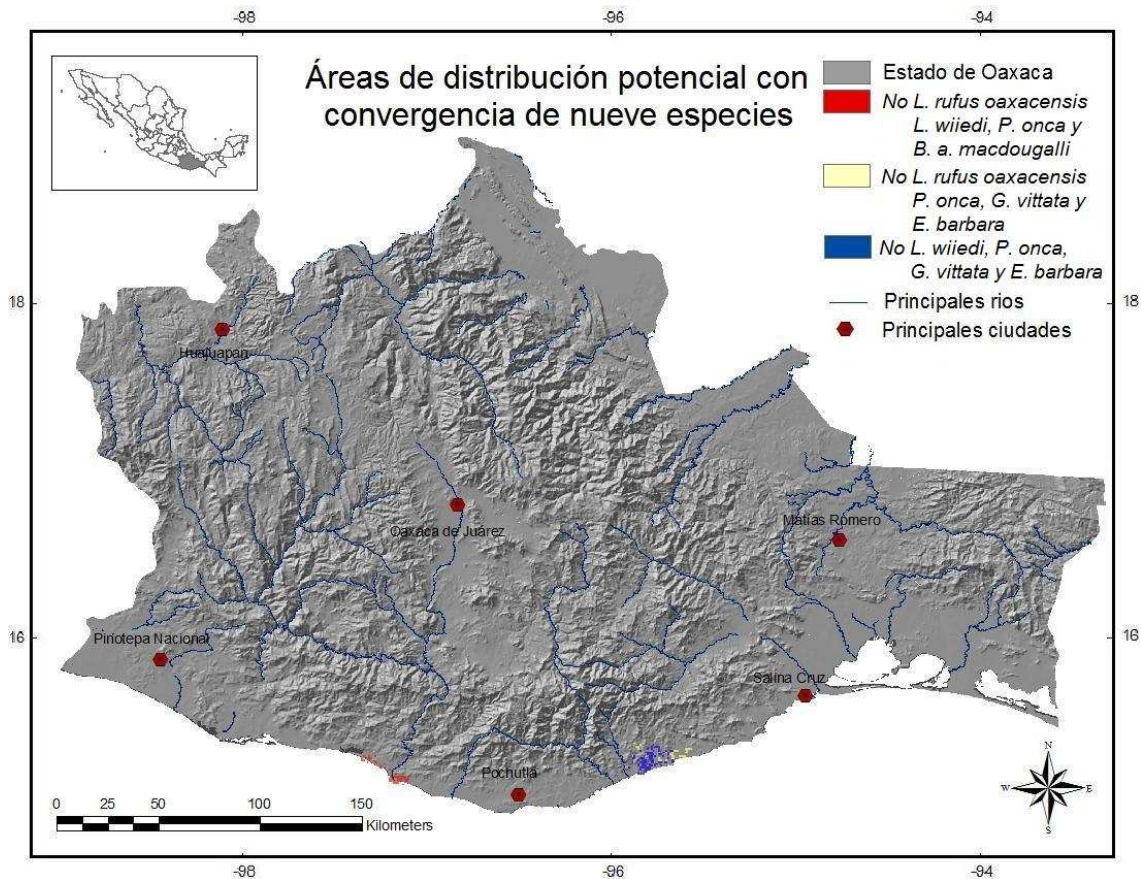 -98 -96 -94
Áreas de distribución potencial con
convergencia de nueve especies
Estado de Oaxaca
No L. rufus oaxacensis
L. wiiedi, P. onca y
B. a. macdougalli
No L. rufus oaxacensis
P. onca, G. vittata y
E. barbara
No L. wiiedi, P. onca,
G. vittata y E. barbara
Principales rios
Principales ciudades
18 18
Huajuapan
Oaxaca de Juárez
Matías Romero
16 16
Pinotepa Nacional
Salina Cruz
Pochutla
N
W E
S
0 25 50 100 150
Kilometers
-98 -96 -94